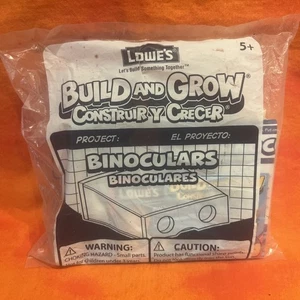 LOWE'S
Let's Build Something Together™
5+
BUILD AND GROW®
CONSTRUIR Y CRECER®
PROJECT:
EL PROYECTO:
BINOCULARS
BINOCULARES
LOWE'S
WARNING:
CHOKING HAZARD - Small parts
CAUTION: